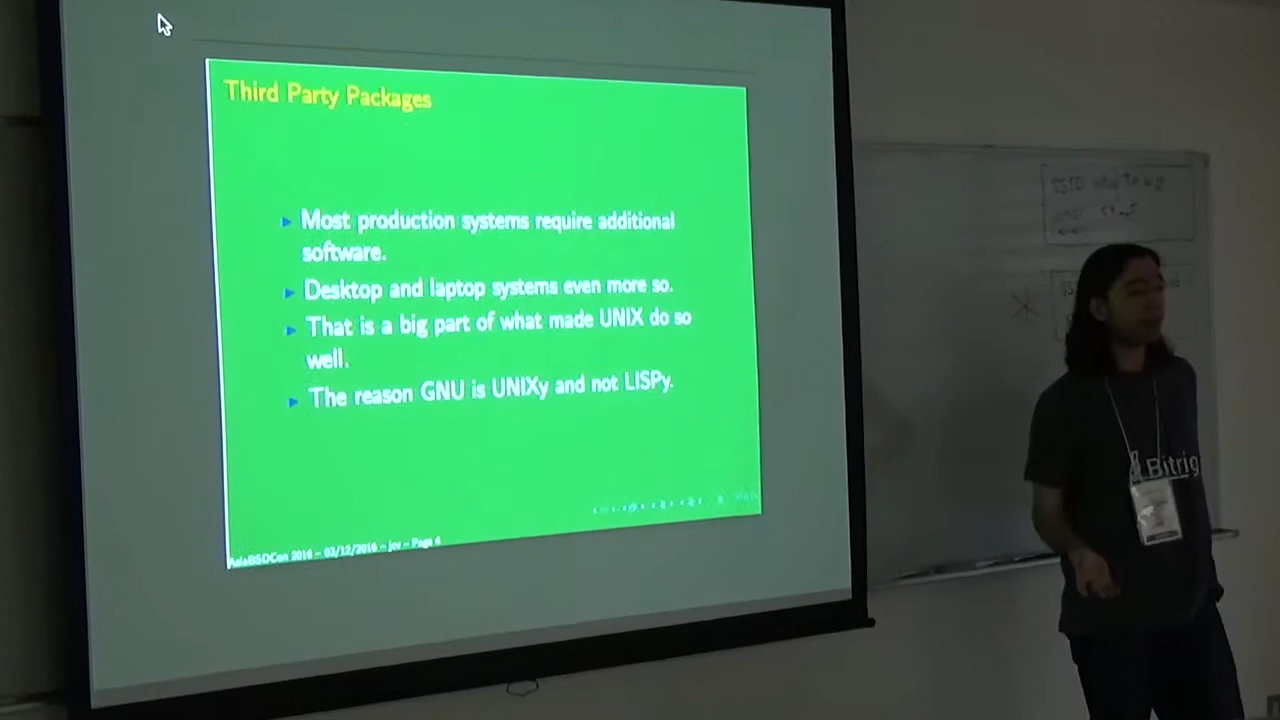 Third Party Packages
Most production systems require additional
software.
Desktop and laptop systems even more so.
That is a big part of what made UNIX do so
well.
The reason GNU is UNIXy and not LISPy.
AsiaBSDCon 2016 – 03/12/2016 – jcv – Page 4
Bitrig